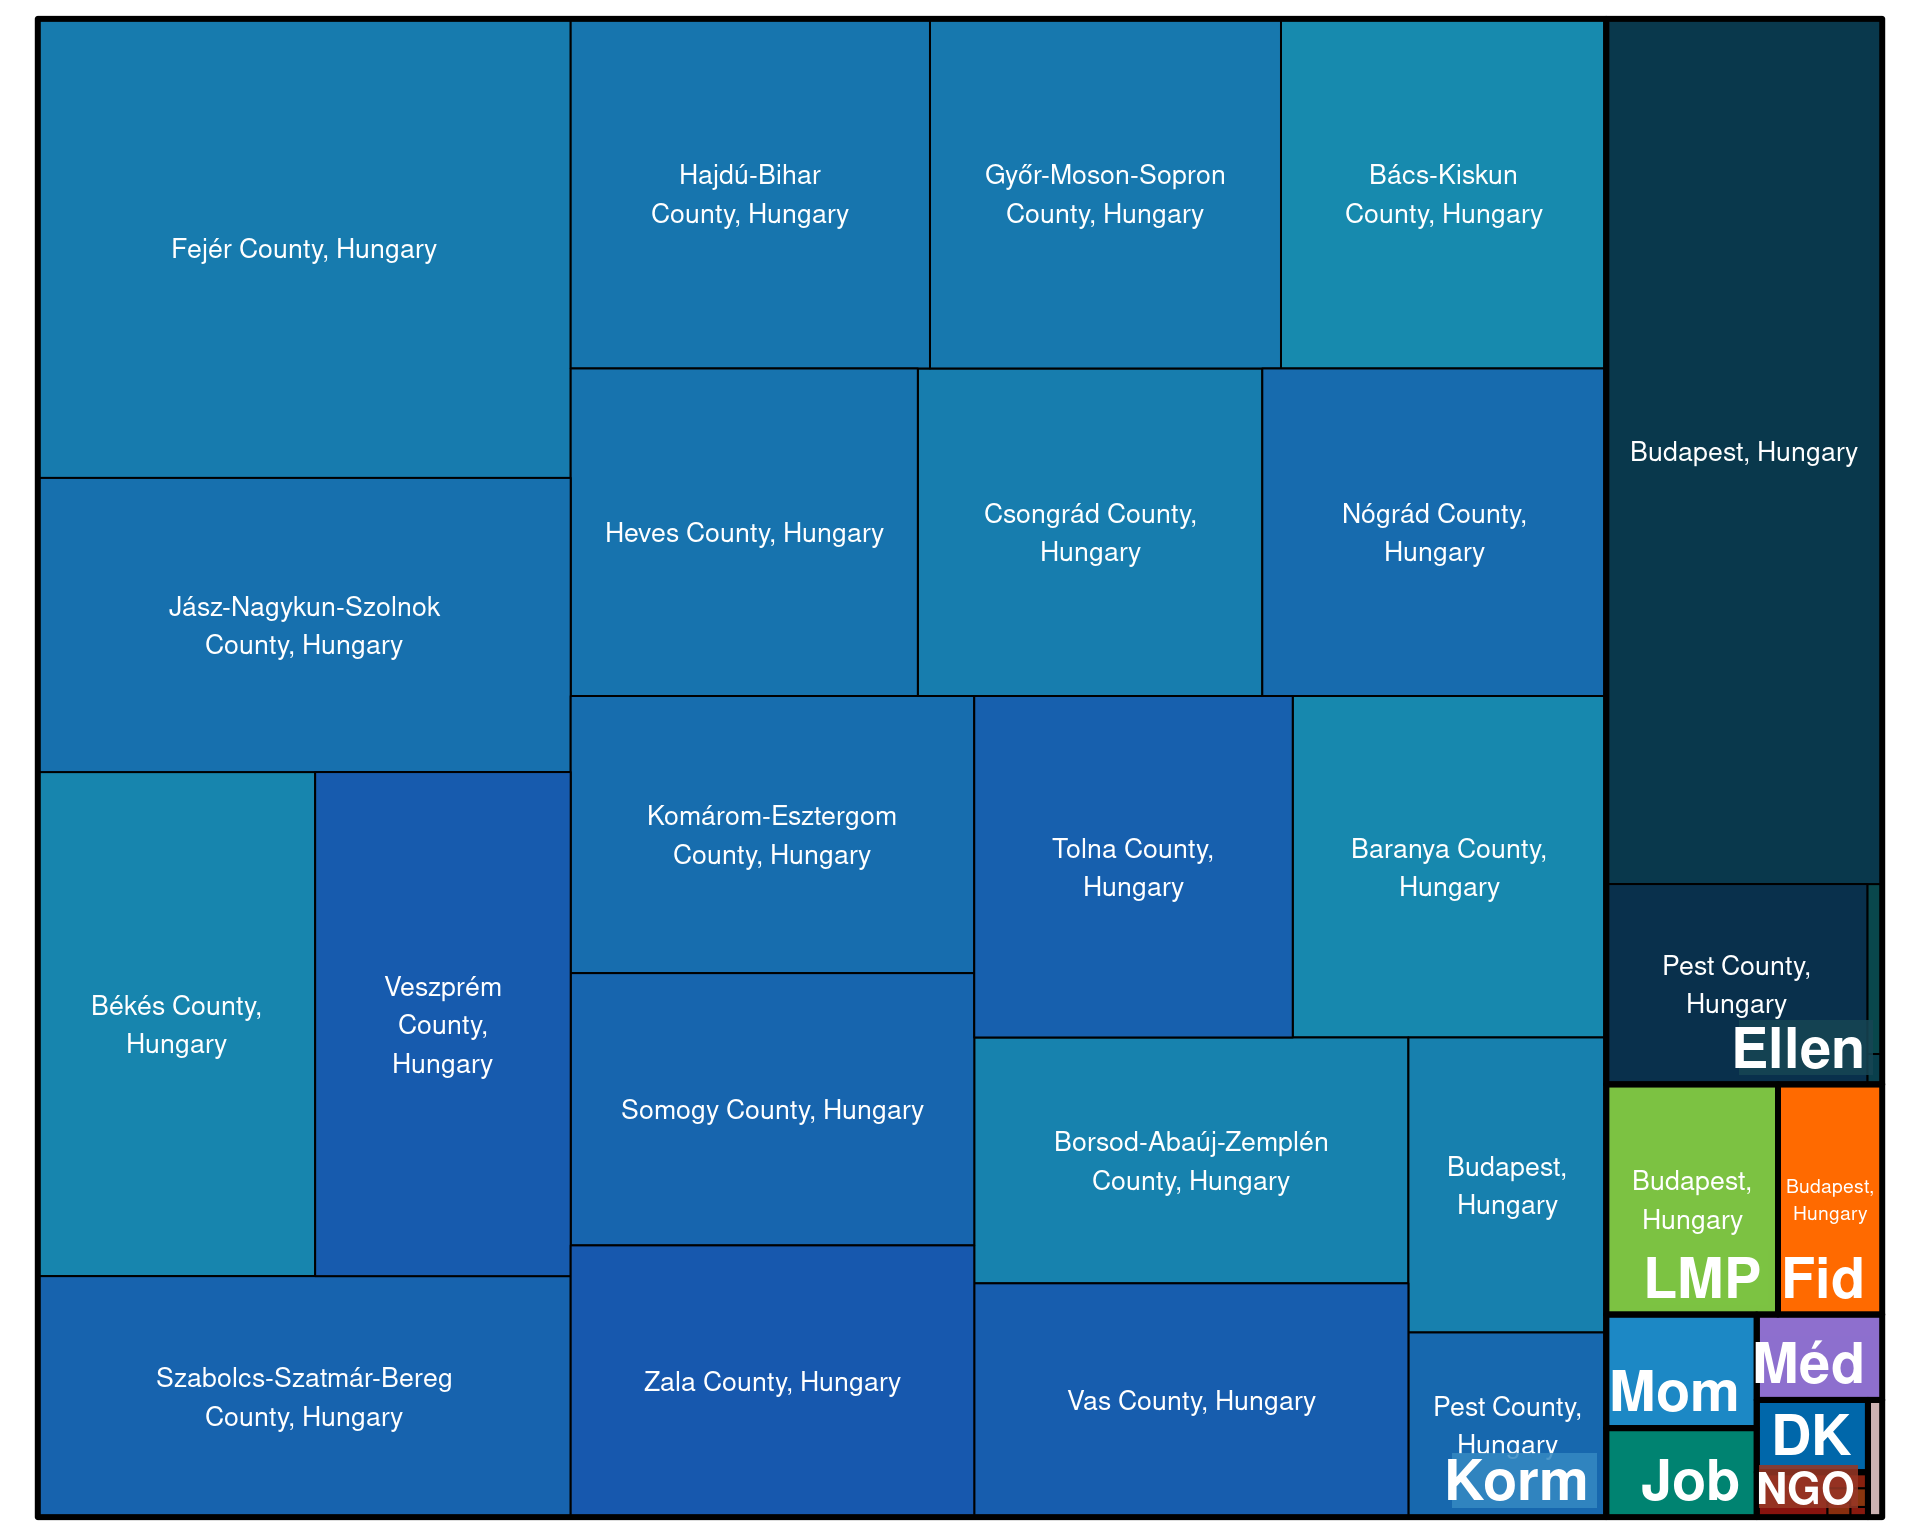 Fejér County, Hungary
Hajdú-Bihar
County, Hungary
Győr-Moson-Sopron
County, Hungary
Bács-Kiskun
County, Hungary
Budapest, Hungary
Jász-Nagykun-Szolnok
County, Hungary
Heves County, Hungary
Csongrád County,
Hungary
Nógrád County,
Hungary
Békés County,
Hungary
Veszprém
County,
Hungary
Komárom-Esztergom
County, Hungary
Tolna County,
Hungary
Baranya County,
Hungary
Pest County,
Hungary
Ellen
Somogy County, Hungary
Borsod-Abaúj-Zemplén
County, Hungary
Budapest,
Hungary
Budapest,
Hungary
LMP
Budapest,
Hungary
Fid
Szabolcs-Szatmár-Bereg
County, Hungary
Zala County, Hungary
Vas County, Hungary
Pest County,
Hungary
Korm
Mom
Méd
Job
DK
NGO